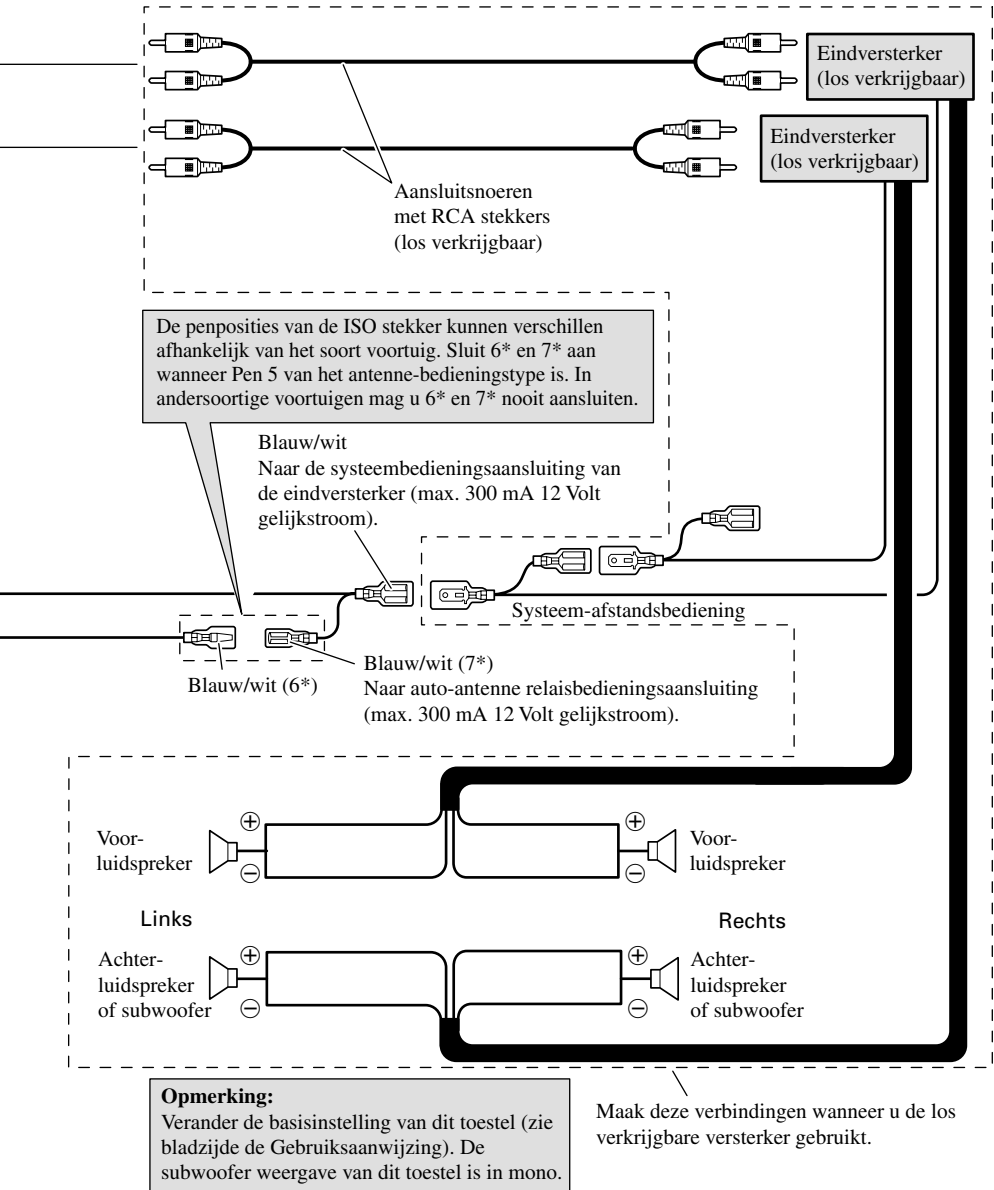 Eindversterker
(los verkrijgbaar)
Eindversterker
(los verkrijgbaar)
Aansluitsnoeren
met RCA stekkers
(los verkrijgbaar)
De penposities van de ISO stekker kunnen verschillen
afhankelijk van het soort voortuig. Sluit 6* en 7* aan
wanneer Pen 5 van het antenne-bedieningstype is. In
andersoortige voortuigen mag u 6* en 7* nooit aansluiten.
Blauw/wit
Naar de systeembedieningsaansluiting van
de eindversterker (max. 300 mA 12 Volt
gelijkstroom).
Systeem-afstandsbediening
Blauw/wit (6*)
Blauw/wit (7*)
Naar auto-antenne relaisbedieningsaansluiting
(max. 300 mA 12 Volt gelijkstroom).
Voor-
luidspreker
⊕
⊖
⊕
⊖
Voor-
luidspreker
Links
Rechts
Achter-
luidspreker
of subwoofer
⊕
⊖
⊕
⊖
Achter-
luidspreker
of subwoofer
Opmerking:
Verander de basisinstelling van dit toestel (zie
bladzijde de Gebruiksaanwijzing). De
subwoofer weergave van dit toestel is in mono.
Maak deze verbindingen wanneer u de los
verkrijgbare versterker gebruikt.